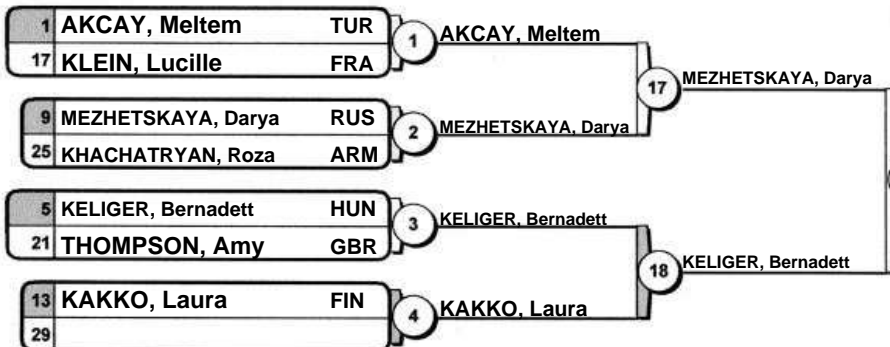 1 AKCAY, Meltem TUR
17 KLEIN, Lucille FRA
1 AKCAY, Meltem
17 MEZHETSKAYA, Darya
9 MEZHETSKAYA, Darya RUS
25 KHACHATRYAN, Roza ARM
2 MEZHETSKAYA, Darya
5 KELIGER, Bernadett HUN
21 THOMPSON, Amy GBR
3 KELIGER, Bernadett
18 KELIGER, Bernadett
13 KAKKO, Laura FIN
29
4 KAKKO, Laura